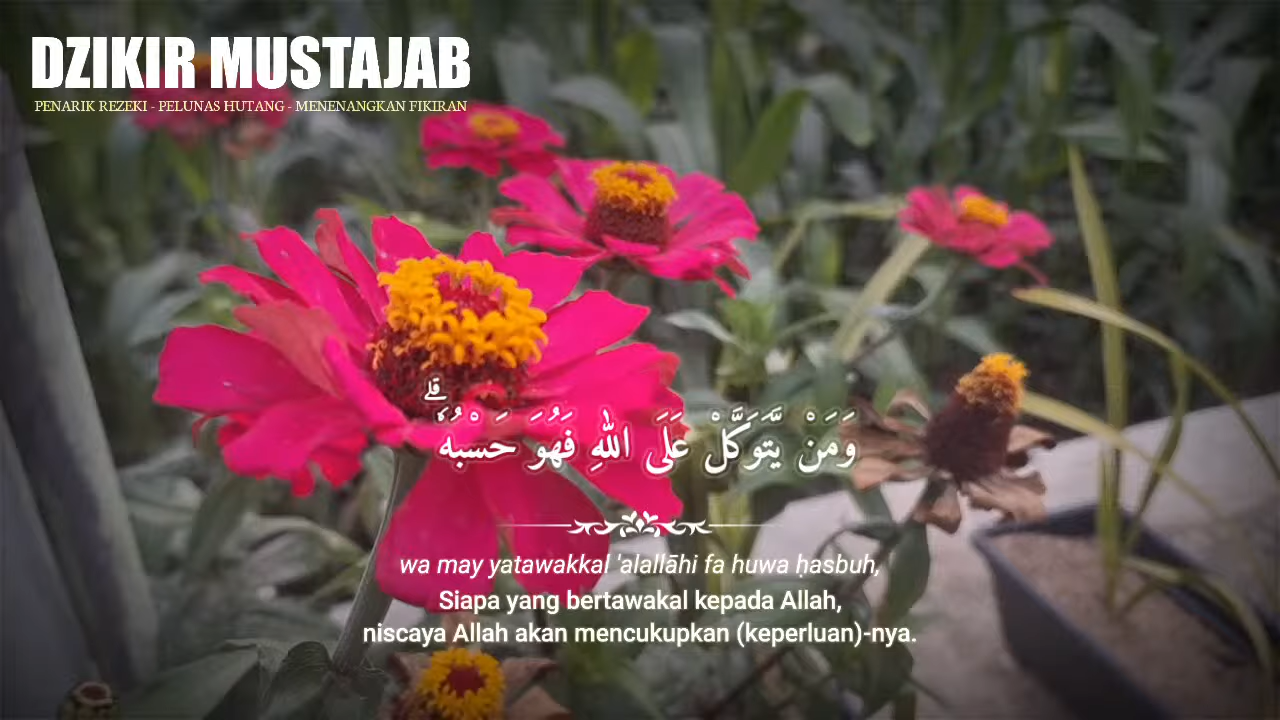 DZIKIR MUSTAJAB
PENARIK REZEKI - PELUNAS HUTANG - MENENANGKAN FIKIRAN
وَمَنْ يَّتَوَكَّلْ عَلَى اللّٰهِ فَهُوَ حَسْبُهٗ ۗ
wa may yatawakkal 'alallāhi fa huwa ḥasbuh,
Siapa yang bertawakal kepada Allah,
niscaya Allah akan mencukupkan (keperluan)-nya.